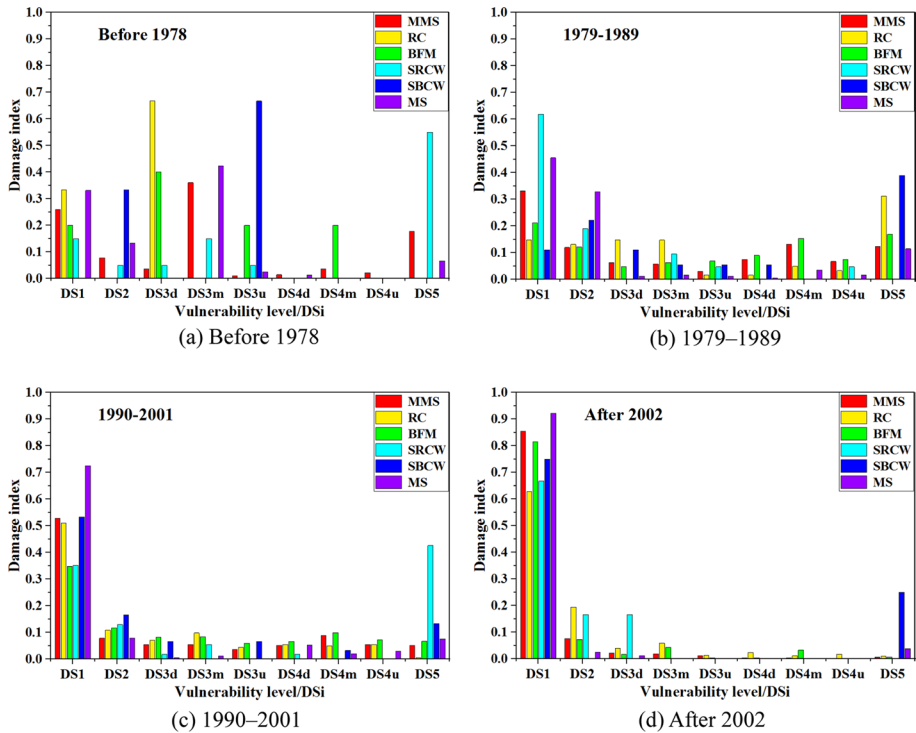 Before 1978
MMS
RC
BFM
SRCW
SBCW
MS
Damage index
1.0
0.9
0.8
0.7
0.6
0.5
0.4
0.3
0.2
0.1
0.0
DS1 DS2 DS3d DS3m DS3u DS4d DS4m DS4u DS5
Vulnerability level/DSi
(a) Before 1978
1979-1989
MMS
RC
BFM
SRCW
SBCW
MS
Damage index
1.0
0.9
0.8
0.7
0.6
0.5
0.4
0.3
0.2
0.1
0.0
DS1 DS2 DS3d DS3m DS3u DS4d DS4m DS4u DS5
Vulnerability level/DSi
(b) 1979–1989
1990-2001
MMS
RC
BFM
SRCW
SBCW
MS
Damage index
1.0
0.9
0.8
0.7
0.6
0.5
0.4
0.3
0.2
0.1
0.0
DS1 DS2 DS3d DS3m DS3u DS4d DS4m DS4u DS5
Vulnerability level/DSi
(c) 1990–2001
After 2002
MMS
RC
BFM
SRCW
SBCW
MS
Damage index
1.0
0.9
0.8
0.7
0.6
0.5
0.4
0.3
0.2
0.1
0.0
DS1 DS2 DS3d DS3m DS3u DS4d DS4m DS4u DS5
Vulnerability level/DSi
(d) After 2002